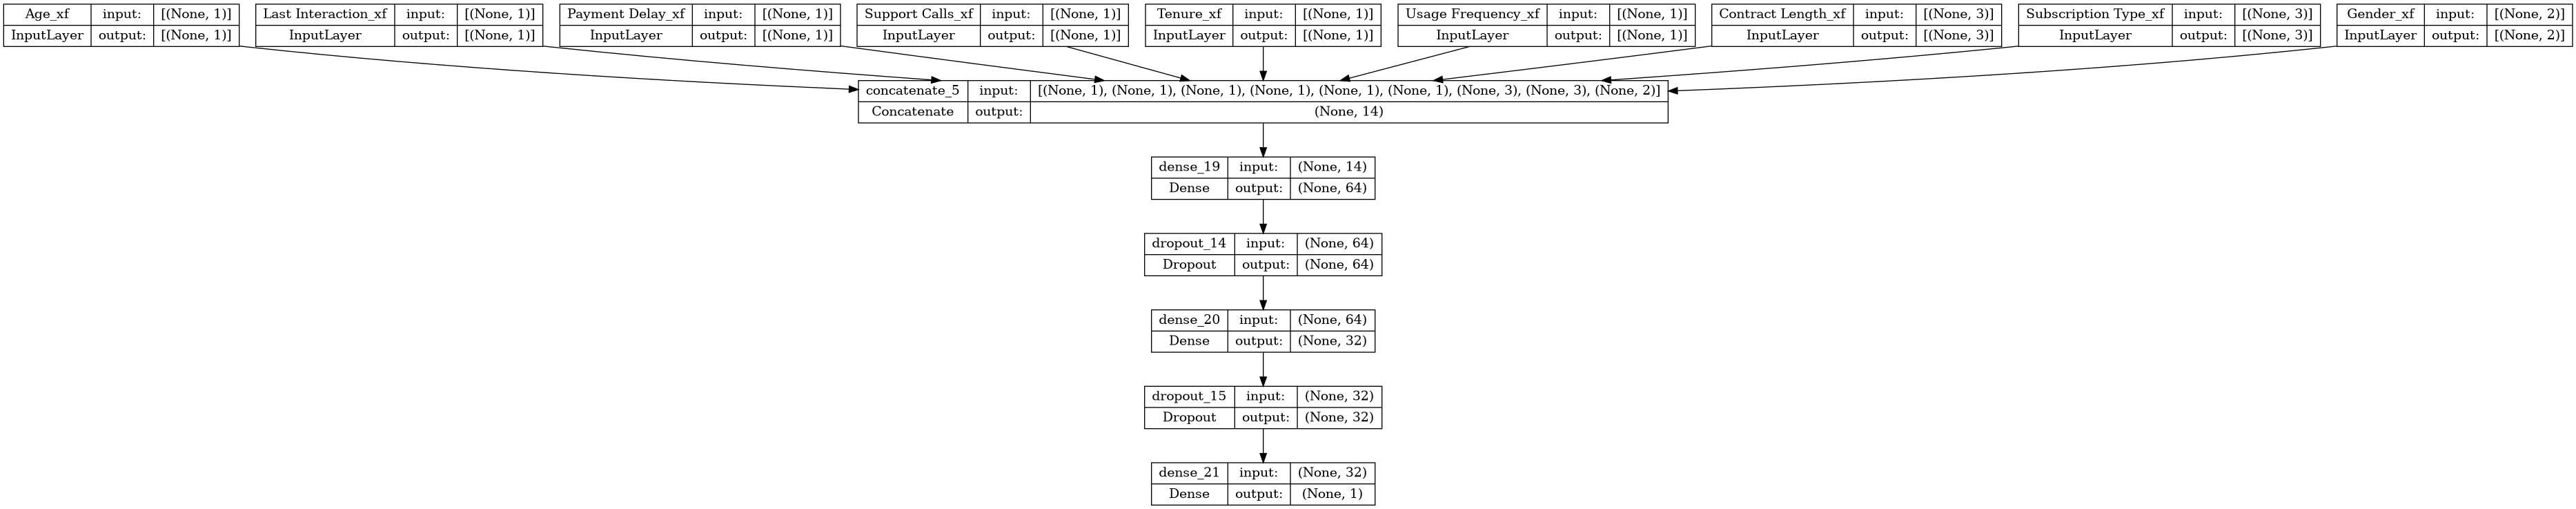 Age_xf input: [(None, 1)]
InputLayer output: [(None, 1)]
Last Interaction_xf input: [(None, 1)]
InputLayer output: [(None, 1)]
Payment Delay_xf input: [(None, 1)]
InputLayer output: [(None, 1)]
Support Calls_xf input: [(None, 1)]
InputLayer output: [(None, 1)]
Tenure_xf input: [(None, 1)]
InputLayer output: [(None, 1)]
Usage Frequency_xf input: [(None, 1)]
InputLayer output: [(None, 1)]
Contract Length_xf input: [(None, 3)]
InputLayer output: [(None, 3)]
Subscription Type_xf input: [(None, 3)]
InputLayer output: [(None, 3)]
Gender_xf input: [(None, 2)]
InputLayer output: [(None, 2)]
concatenate_5 input: [(None, 1), (None, 1), (None, 1), (None, 1), (None, 1), (None, 1), (None, 3), (None, 3), (None, 2)]
Concatenate output: (None, 14)
dense_19 input: (None, 14)
Dense output: (None, 64)
dropout_14 input: (None, 64)
Dropout output: (None, 64)
dense_20 input: (None, 64)
Dense output: (None, 32)
dropout_15 input: (None, 32)
Dropout output: (None, 32)
dense_21 input: (None, 32)
Dense output: (None, 1)